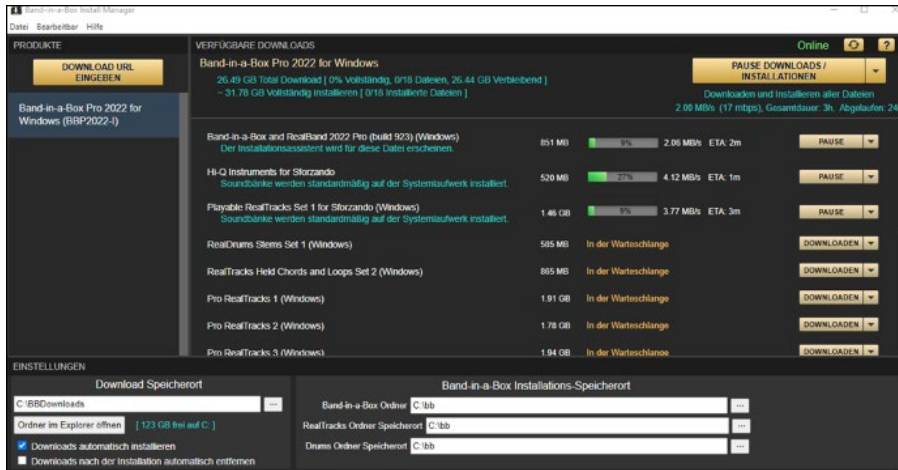 Band-in-a-Box Install Manager
Datei Bearbeitbar Hilfe
PRODUKTE
DOWNLOAD URL
EINGEBEN
Band-in-a-Box Pro 2022 for
Windows (BBP2022-I)
VERFÜGBARE DOWNLOADS
Online
?
Band-in-a-Box Pro 2022 for Windows
26.49 GB Total Download [ 0% Vollständig, 0/18 Dateien, 26.44 GB Verbleibend ]
~ 31.78 GB Vollständig installieren [ 0/18 Installierte Dateien ]
PAUSE DOWNLOADS /
INSTALLATIONEN
Downloaden und Installieren aller Dateien
2.00 MB/s (17 mbps), Gesamtdauer: 3h, Abgelaufen: 24
Band-in-a-Box and RealBand 2022 Pro (build 923) (Windows) 851 MB 9% 2.06 MB/s ETA: 2m PAUSE
Der Installationsassistent wird für diese Datei erscheinen.
Hi-Q Instruments for Sforzando 520 MB 27% 4.12 MB/s ETA: 1m PAUSE
Soundbänke werden standardmäßig auf der Systemlaufwerk installiert.
Playable RealTracks Set 1 for Sforzando (Windows) 1.46 GB 9% 3.77 MB/s ETA: 3m PAUSE
Soundbänke werden standardmäßig auf der Systemlaufwerk installiert.
RealDrums Stems Set 1 (Windows) 585 MB In der Warteschlange DOWNLOADEN
RealTracks Held Chords and Loops Set 2 (Windows) 865 MB In der Warteschlange DOWNLOADEN
Pro RealTracks 1 (Windows) 1.91 GB In der Warteschlange DOWNLOADEN
Pro RealTracks 2 (Windows) 1.78 GB In der Warteschlange DOWNLOADEN
Pro RealTracks 3 (Windows) 1.94 GB In der Warteschlange DOWNLOADEN
EINSTELLUNGEN
Download Speicherort
C:\BBDownloads ...
Ordner im Explorer öffnen [ 123 GB frei auf C: ]
Downloads automatisch installieren
Downloads nach der Installation automatisch entfernen
Band-in-a-Box Installations-Speicherort
Band-in-a-Box Ordner C:\bb ...
RealTracks Ordner Speicherort C:\bb ...
Drums Ordner Speicherort C:\bb ...